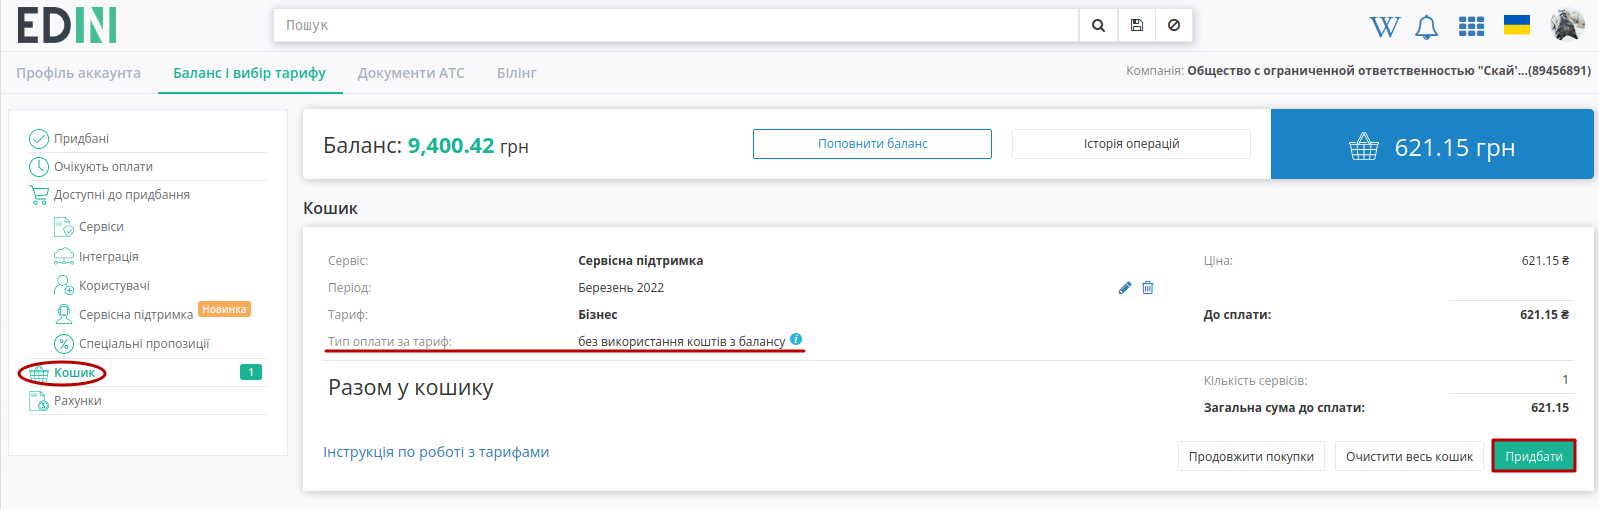 EDIN
Пошук
Профіль аккаунта
Баланс і вибір тарифу
Документи АТС
Білінг
Компанія: Общество с ограниченной ответственностью "Скай'...(89456891)
Придбані
Очікують оплати
Доступні до придбання
Сервіси
Інтеграція
Користувачі
Сервісна підтримка Новинка
Спеціальні пропозиції
Кошик 1
Рахунки
Баланс: 9,400.42 грн
Поповнити баланс
Історія операцій
621.15 грн
Кошик
Сервіс: Сервісна підтримка Ціна: 621.15 ₴
Період: Березень 2022
Тариф: Бізнес До сплати: 621.15 ₴
Тип оплати за тариф: без використання коштів з балансу
Разом у кошику
Кількість сервісів: 1
Загальна сума до сплати: 621.15
Інструкція по роботі з тарифами
Продовжити покупки
Очистити весь кошик
Придбати